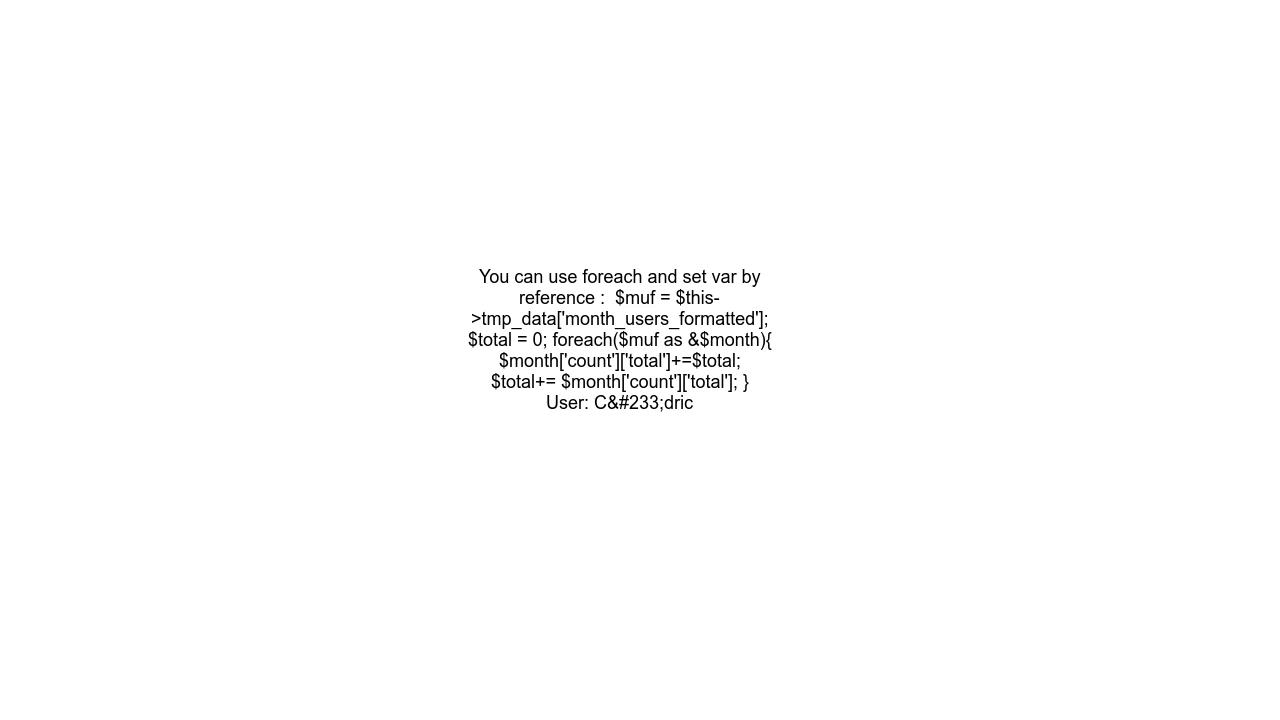 You can use foreach and set var by
reference :  $muf = $this-
>tmp_data['month_users_formatted'];
$total = 0; foreach($muf as &$month){
$month['count']['total']+=$total;
$total+= $month['count']['total']; }
User: C&#233;dric